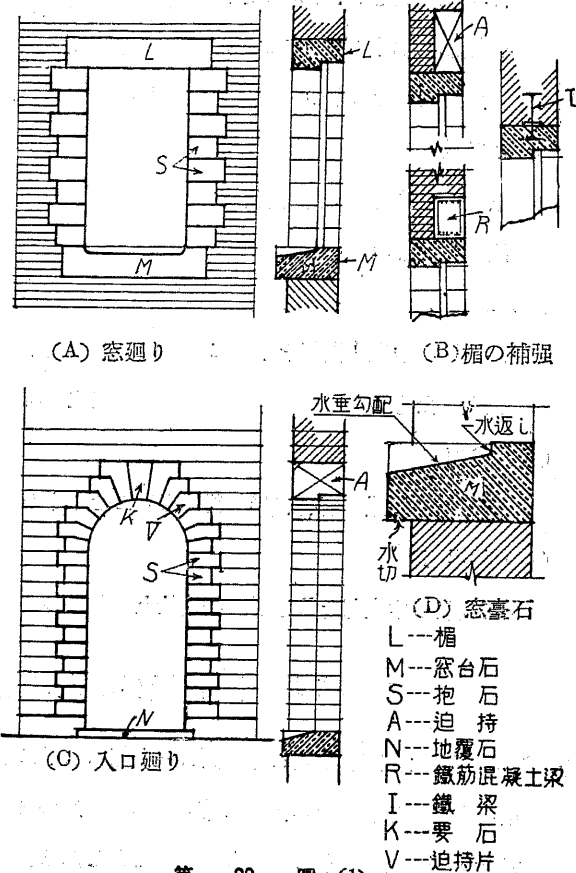 L
S
M
L
M
A
R
I
(A) 窓廻り
(B) 楣の補强
K
V
S
N
A
(C) 入口廻り
水垂勾配
水返し
M
水切
(D) 窓臺石
L---楣
M---窓台石
S---抱石
A---迫持
N---地覆石
R---鐵筋混凝土梁
I---鐵 梁
K---要 石
V---迫持片